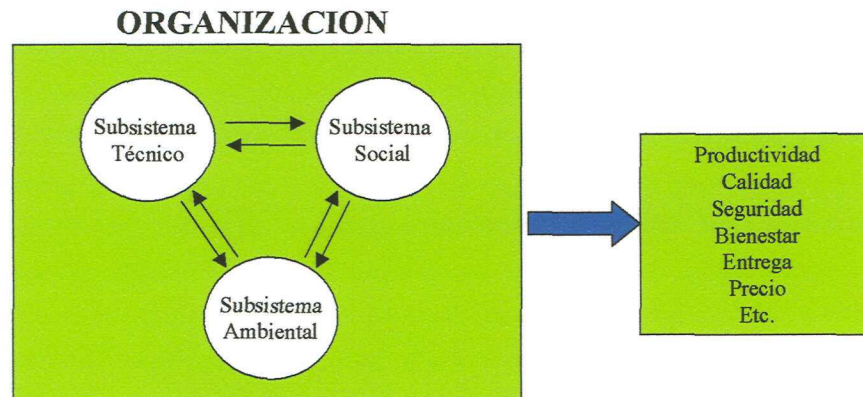 ORGANIZACION
Subsistema
Técnico
Subsistema
Social
Subsistema
Ambiental
Productividad
Calidad
Seguridad
Bienestar
Entrega
Precio
Etc.